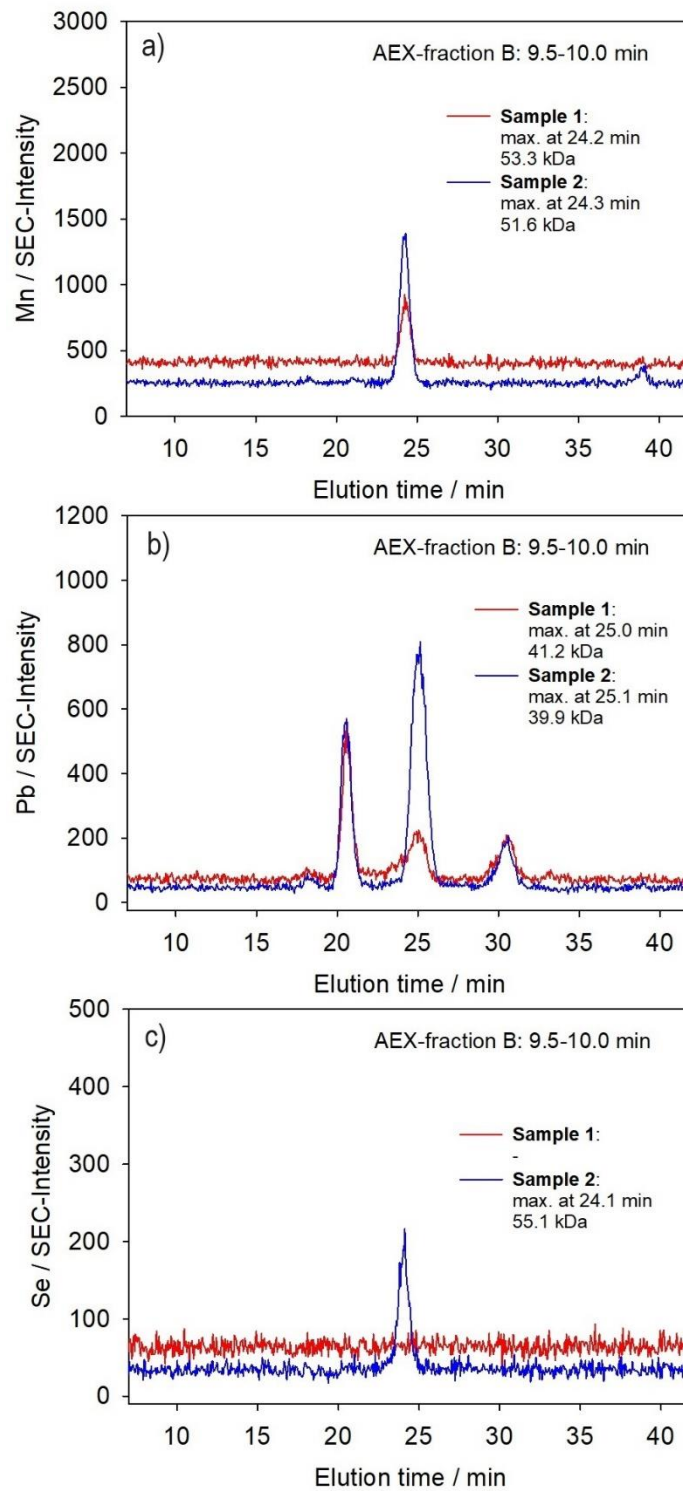 3000
a)
AEX-fraction B: 9.5-10.0 min
2500
Sample 1:
max. at 24.2 min
53.3 kDa
2000
Sample 2:
max. at 24.3 min
51.6 kDa
1500
1000
500
0
Mn / SEC-Intensity
10 15 20 25 30 35 40
Elution time / min
1200
b)
AEX-fraction B: 9.5-10.0 min
1000
Sample 1:
max. at 25.0 min
41.2 kDa
800
Sample 2:
max. at 25.1 min
39.9 kDa
600
400
200
0
Pb / SEC-Intensity
10 15 20 25 30 35 40
Elution time / min
500
c)
AEX-fraction B: 9.5-10.0 min
400
Sample 1:
-
300
Sample 2:
max. at 24.1 min
55.1 kDa
200
100
0
Se / SEC-Intensity
10 15 20 25 30 35 40
Elution time / min